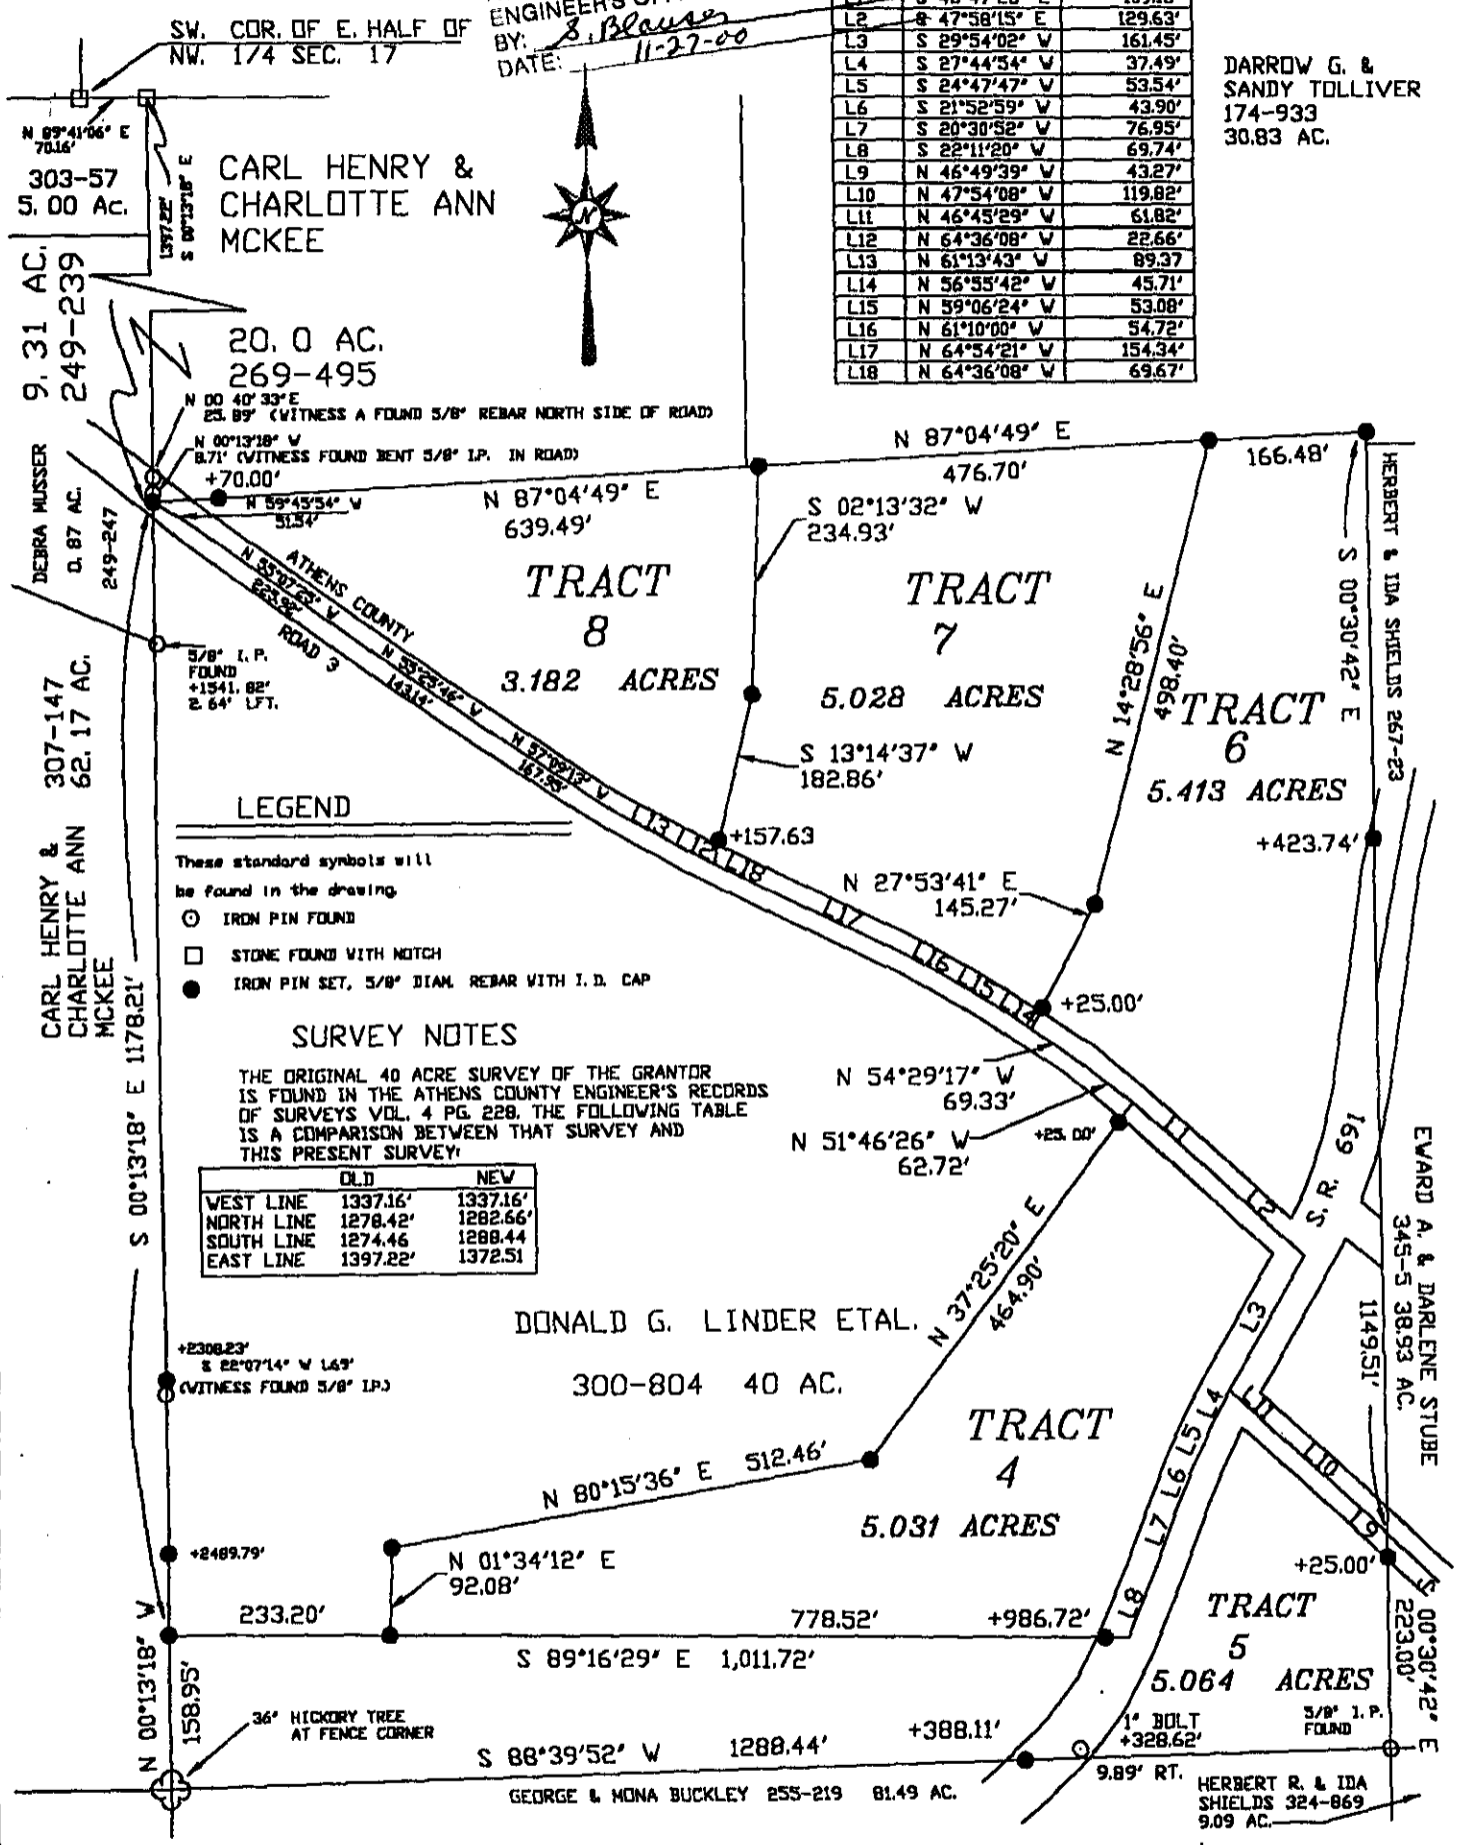 SW. COR. OF E. HALF OF
NW. 1/4 SEC. 17
ENGINEER'S
BY: S. Blauser
DATE: 11-27-00
L2 47°58'15" E 129.63'
L3 S 29°54'02" W 161.45'
L4 S 27°44'54" W 37.49'
L5 S 24°47'47" W 53.54'
L6 S 21°52'59" W 43.90'
L7 S 20°30'52" W 76.95'
L8 S 22°11'20" W 69.74'
L9 N 46°49'39" W 43.27'
L10 N 47°54'08" W 119.82'
L11 N 46°45'29" W 61.82'
L12 N 64°36'08" W 22.66'
L13 N 61°13'43" W 89.37
L14 N 56°55'42" W 45.71'
L15 N 59°06'24" W 53.08'
L16 N 61°10'00" W 54.72'
L17 N 64°54'21" W 154.34'
L18 N 64°36'08" W 69.67'
DARROW G. &
SANDY TOLLIVER
174-933
30.83 AC.
N 89°41'06" E
70.16'
303-57
5.00 Ac.
1397.22'
S 00°13'18" E
CARL HENRY &
CHARLOTTE ANN
MCKEE
N
9.31 AC.
249-239
20.0 AC.
269-495
N 00 40'33"E
25.89' (WITNESS A FOUND 5/8" REBAR NORTH SIDE OF ROAD)
N 00°13'18" W
8.71' (WITNESS FOUND BENT 5/8" I.P. IN ROAD)
+70.00'
N 59°45'54" W
51.54'
N 87°04'49" E
639.49'
N 87°04'49" E
476.70'
166.48'
DEBRA MUSSER
0.87 AC.
249-247
N 55°07'25" W
ATHENS COUNTY
ROAD 3
N 55°25'46" W
143.14'
N 57°09'13" W
167.95'
TRACT
8
3.182 ACRES
S 02°13'32" W
234.93'
TRACT
7
5.028 ACRES
S 13°14'37" W
182.86'
N 14°28'56" E
498.40'
TRACT
6
5.413 ACRES
S 00°30'42" E
HERBERT & IDA SHIELDS 267-23
+423.74'
5/8" I.P.
FOUND
+1541.82'
2.64' LFT.
307-147
62.17 AC.
CARL HENRY &
CHARLOTTE ANN
MCKEE
S 00°13'18" E 1178.21'
LEGEND
These standard symbols will
be found in the drawing.
IRON PIN FOUND
STONE FOUND WITH NOTCH
IRON PIN SET, 5/8" DIAM. REBAR WITH I.D. CAP
L13
L12
L18
+157.63
L17
L16
L15
L14
N 27°53'41" E
145.27'
+25.00'
N 54°29'17" W
69.33'
N 51°46'26" W
62.72'
+25.00'
L1
L2
S.R. 691
SURVEY NOTES
THE ORIGINAL 40 ACRE SURVEY OF THE GRANTOR
IS FOUND IN THE ATHENS COUNTY ENGINEER'S RECORDS
OF SURVEYS VOL. 4 PG. 228. THE FOLLOWING TABLE
IS A COMPARISON BETWEEN THAT SURVEY AND
THIS PRESENT SURVEY:
OLD NEW
WEST LINE 1337.16' 1337.16'
NORTH LINE 1278.42' 1282.66'
SOUTH LINE 1274.46 1288.44
EAST LINE 1397.22' 1372.51
EWARD A. & DARLENE STUBE
345-5 38.93 AC.
1149.51'
DONALD G. LINDER ETAL.
300-804 40 AC.
N 37°25'20" E
464.90'
+2308.23'
S 22°07'14" W 1.69'
(WITNESS FOUND 5/8" I.P.)
L3
L4
L5
L6
L7
L8
L11
L10
L9
TRACT
4
5.031 ACRES
N 80°15'36" E 512.46'
+2489.79'
N 01°34'12" E
92.08'
233.20'
778.52'
+986.72'
S 89°16'29" E 1,011.72'
+25.00'
S 00°30'42" E
223.00'
TRACT
5
5.064 ACRES
N 00°13'18" W
158.95'
36" HICKORY TREE
AT FENCE CORNER
S 88°39'52" W 1288.44'
+388.11'
1" BOLT
+328.62'
9.89' RT.
5/8" I.P.
FOUND
GEORGE & MONA BUCKLEY 255-219 81.49 AC.
HERBERT R. & IDA
SHIELDS 324-869
9.09 AC.